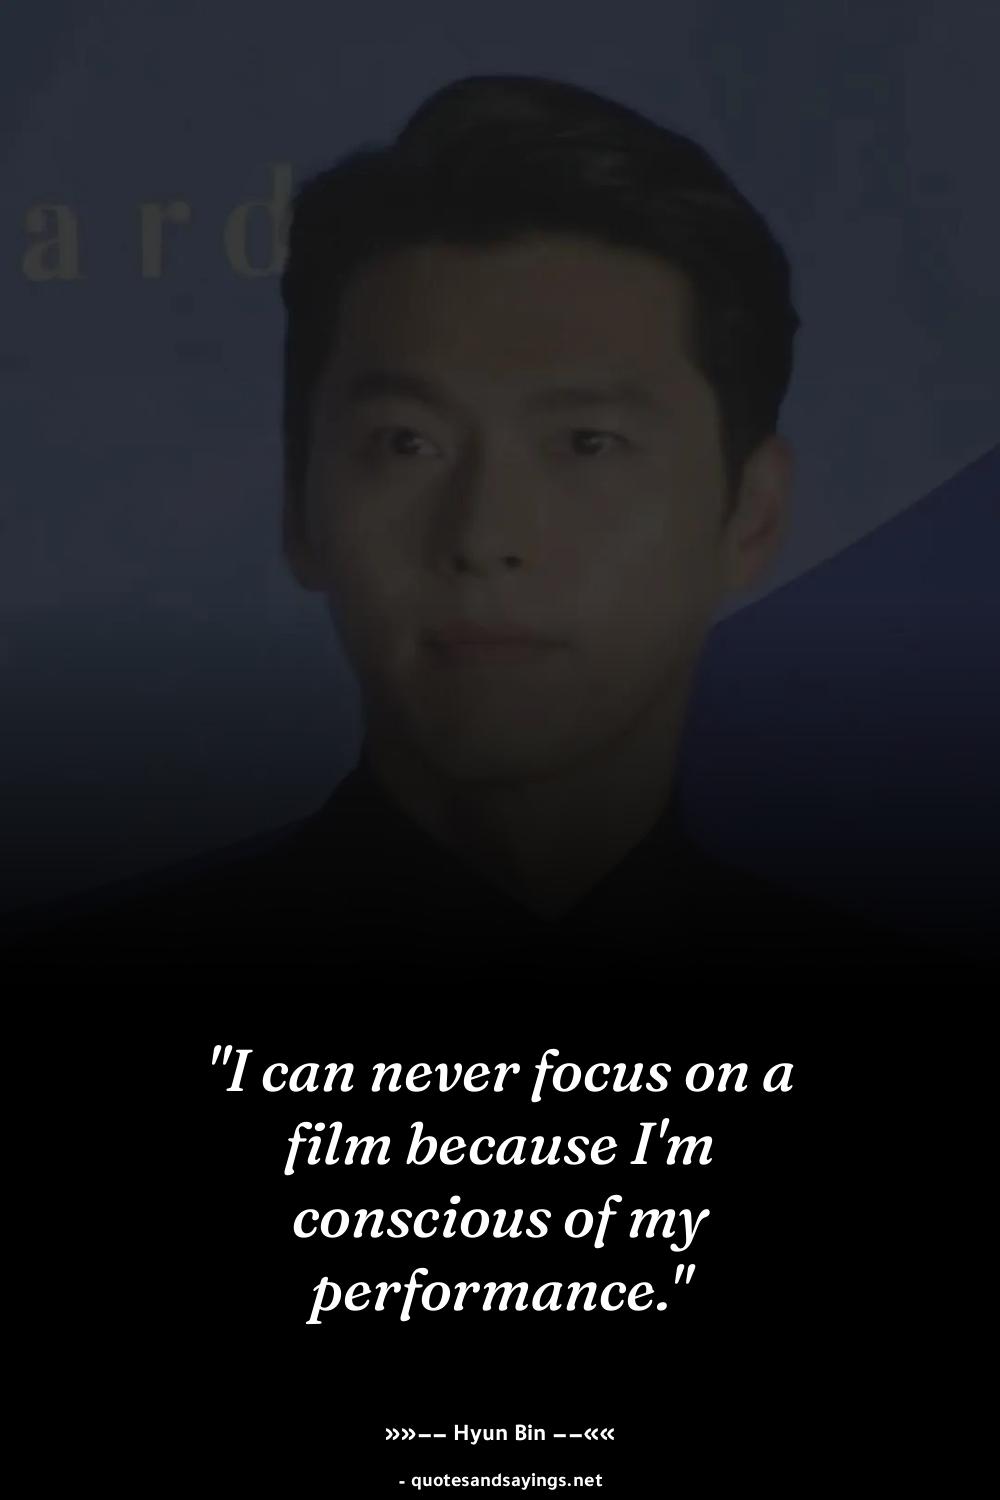 ard
"I can never focus on a
film because I'm
conscious of my
performance."
»»−− Hyun Bin −−««
- quotesandsayings.net